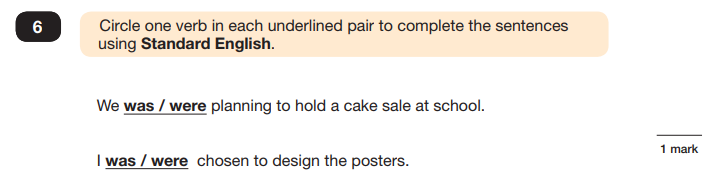 6
Circle one verb in each underlined pair to complete the sentences
using Standard English.
We was / were planning to hold a cake sale at school.
1 mark
I was / were chosen to design the posters.